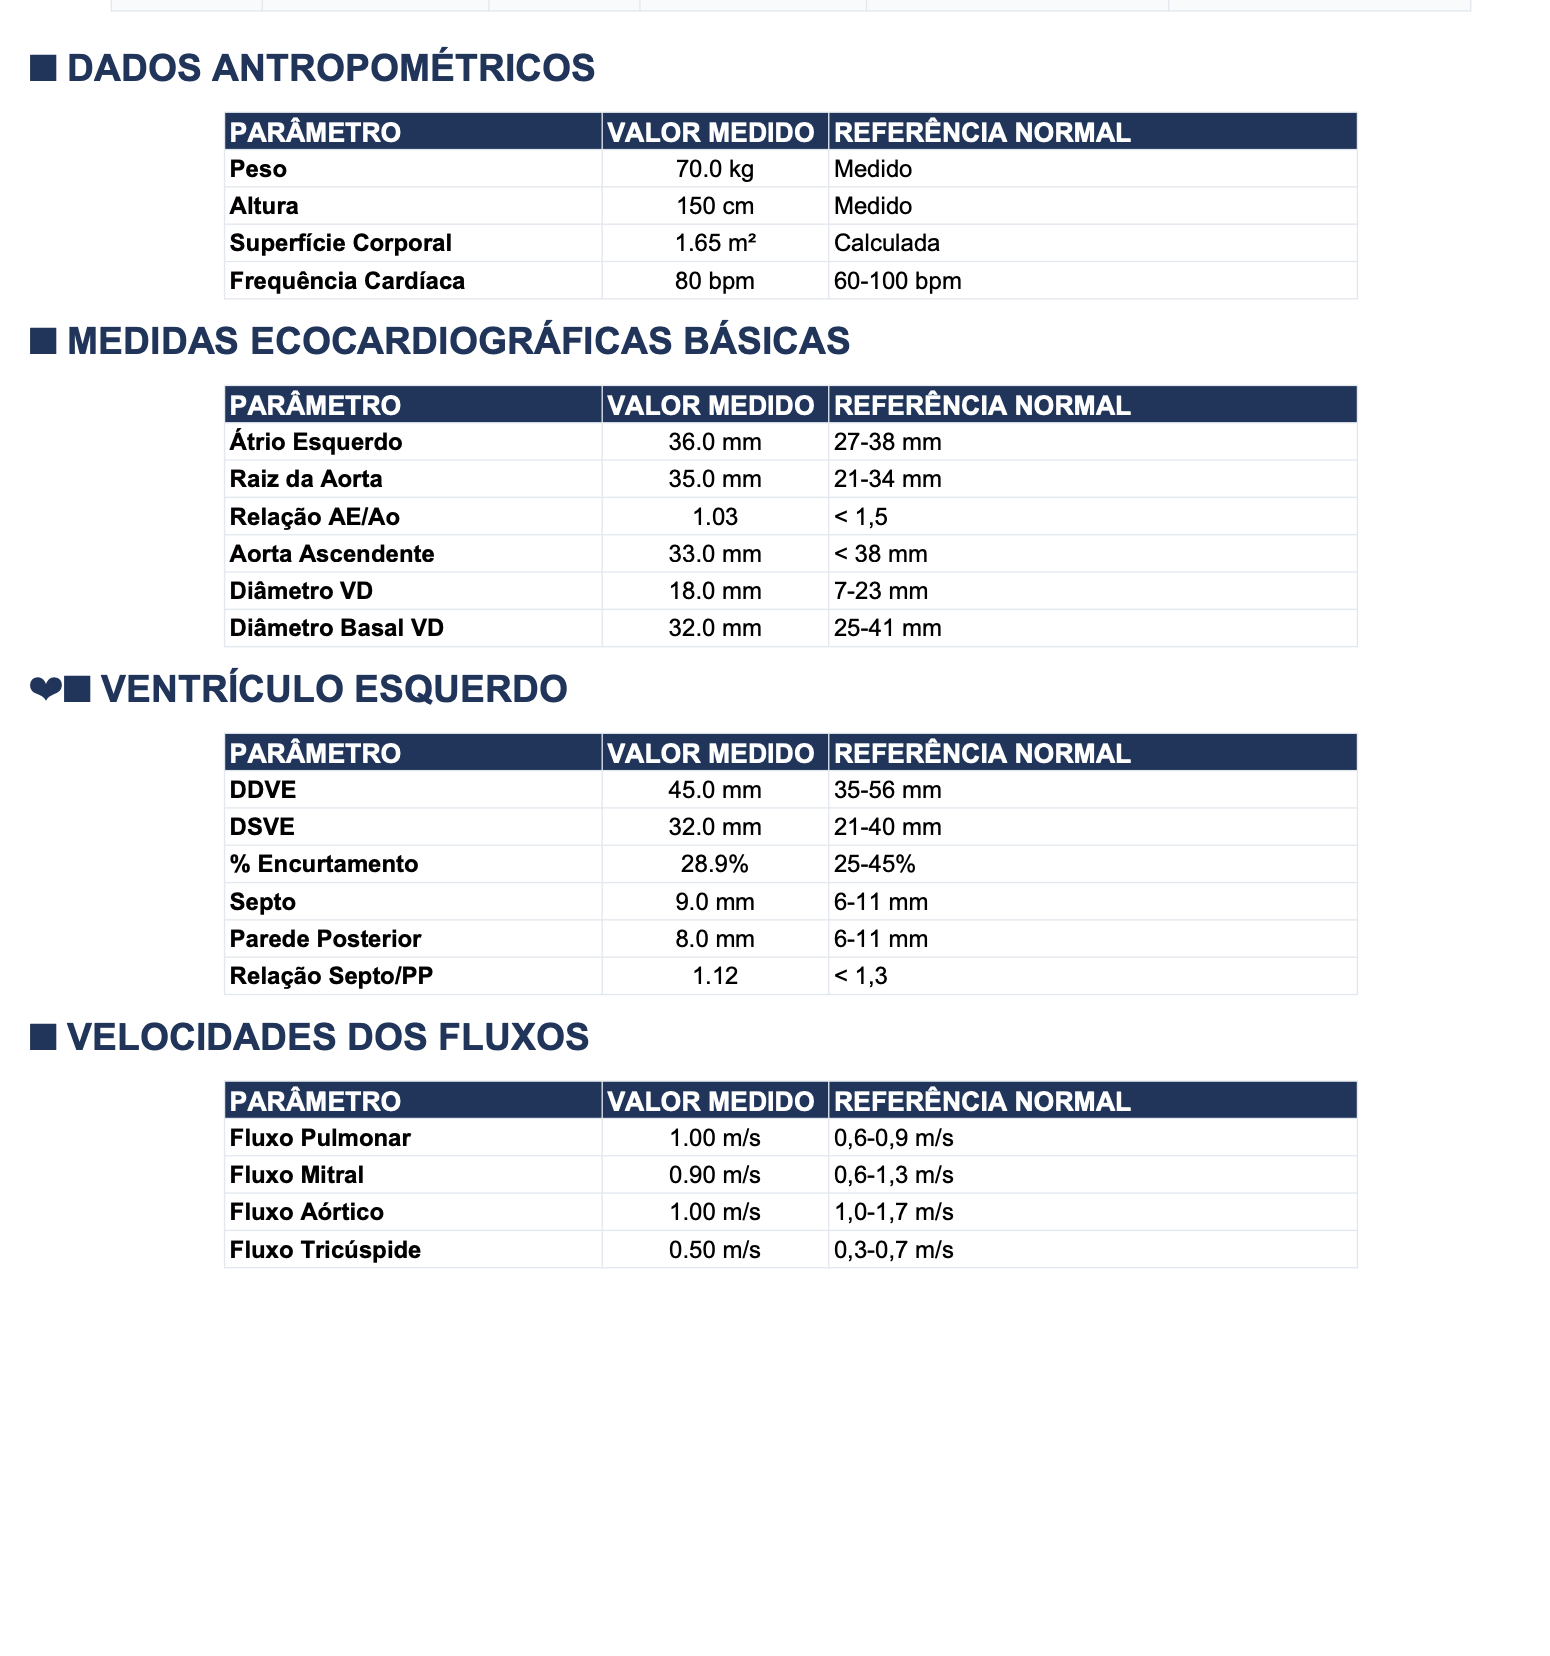 ■ DADOS ANTROPOMÉTRICOS
PARÂMETRO VALOR MEDIDO REFERÊNCIA NORMAL
Peso 70.0 kg Medido
Altura 150 cm Medido
Superfície Corporal 1.65 m² Calculada
Frequência Cardíaca 80 bpm 60-100 bpm
■ MEDIDAS ECOCARDIOGRÁFICAS BÁSICAS
PARÂMETRO VALOR MEDIDO REFERÊNCIA NORMAL
Átrio Esquerdo 36.0 mm 27-38 mm
Raiz da Aorta 35.0 mm 21-34 mm
Relação AE/Ao 1.03 < 1,5
Aorta Ascendente 33.0 mm < 38 mm
Diâmetro VD 18.0 mm 7-23 mm
Diâmetro Basal VD 32.0 mm 25-41 mm
❤■ VENTRÍCULO ESQUERDO
PARÂMETRO VALOR MEDIDO REFERÊNCIA NORMAL
DDVE 45.0 mm 35-56 mm
DSVE 32.0 mm 21-40 mm
% Encurtamento 28.9% 25-45%
Septo 9.0 mm 6-11 mm
Parede Posterior 8.0 mm 6-11 mm
Relação Septo/PP 1.12 < 1,3
■ VELOCIDADES DOS FLUXOS
PARÂMETRO VALOR MEDIDO REFERÊNCIA NORMAL
Fluxo Pulmonar 1.00 m/s 0,6-0,9 m/s
Fluxo Mitral 0.90 m/s 0,6-1,3 m/s
Fluxo Aórtico 1.00 m/s 1,0-1,7 m/s
Fluxo Tricúspide 0.50 m/s 0,3-0,7 m/s